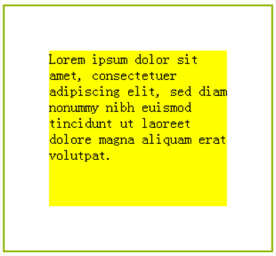 Lorem ipsum dolor sit
amet, consectetuer
adipiscing elit, sed diam
nonummy nibh euismod
tincidunt ut laoreet
dolore magna aliquam erat
volutpat.